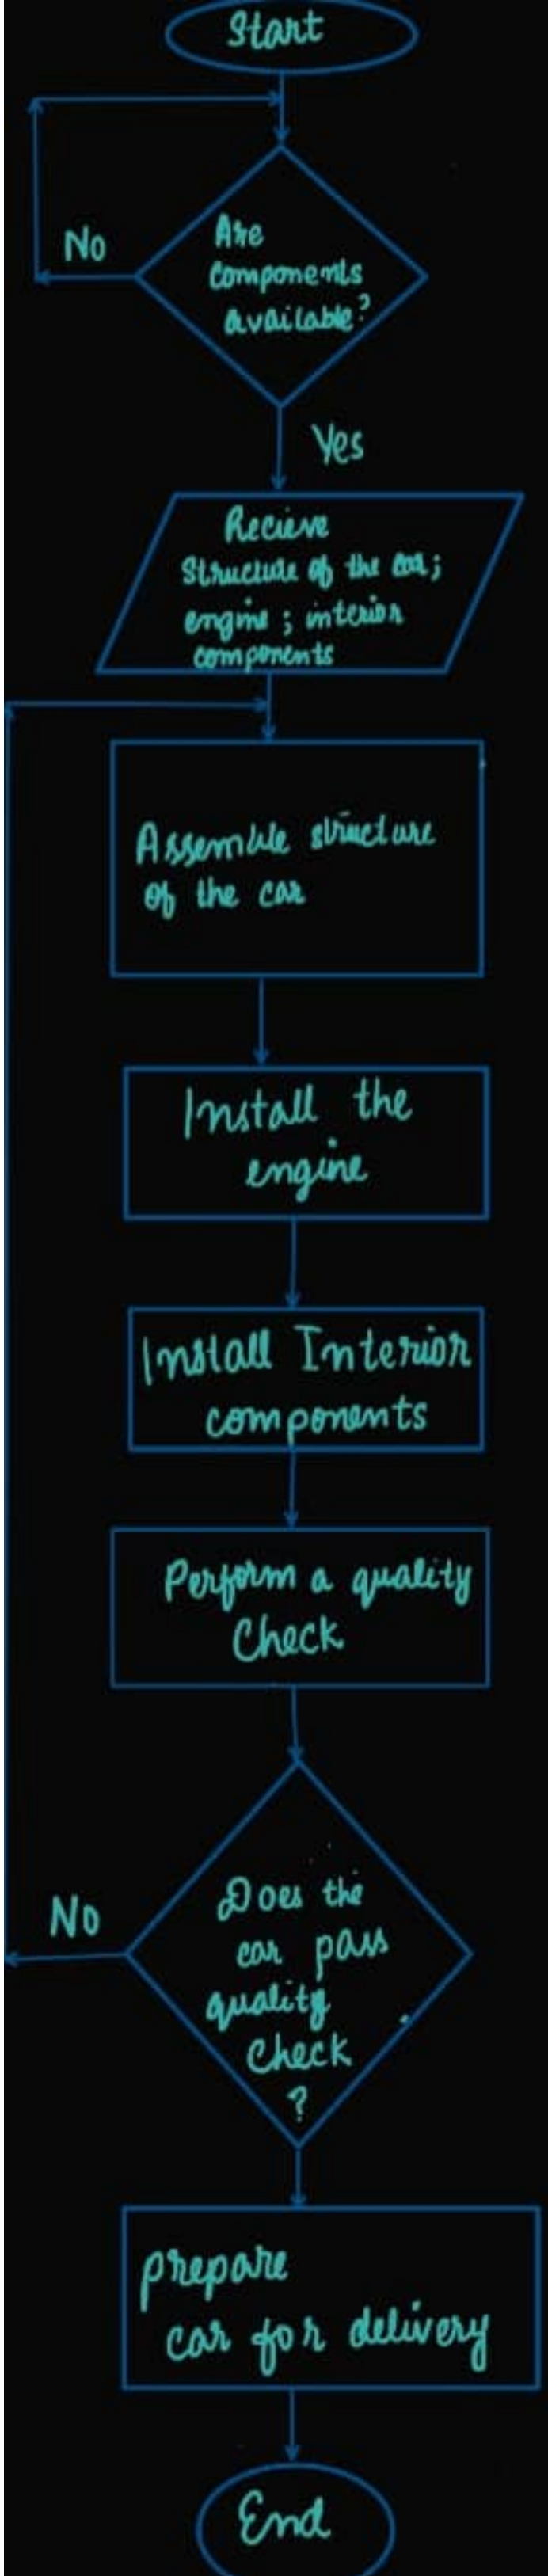 Start
Are
No
components
available?
Yes
Recieve
Structure of the car;
engine ; interior
components
Assemble structure
of the car
Install the
engine
Install Interior
components
Perform a quality
Check
Does the
No
car pass
quality
Check
?
prepare
car for delivery
End